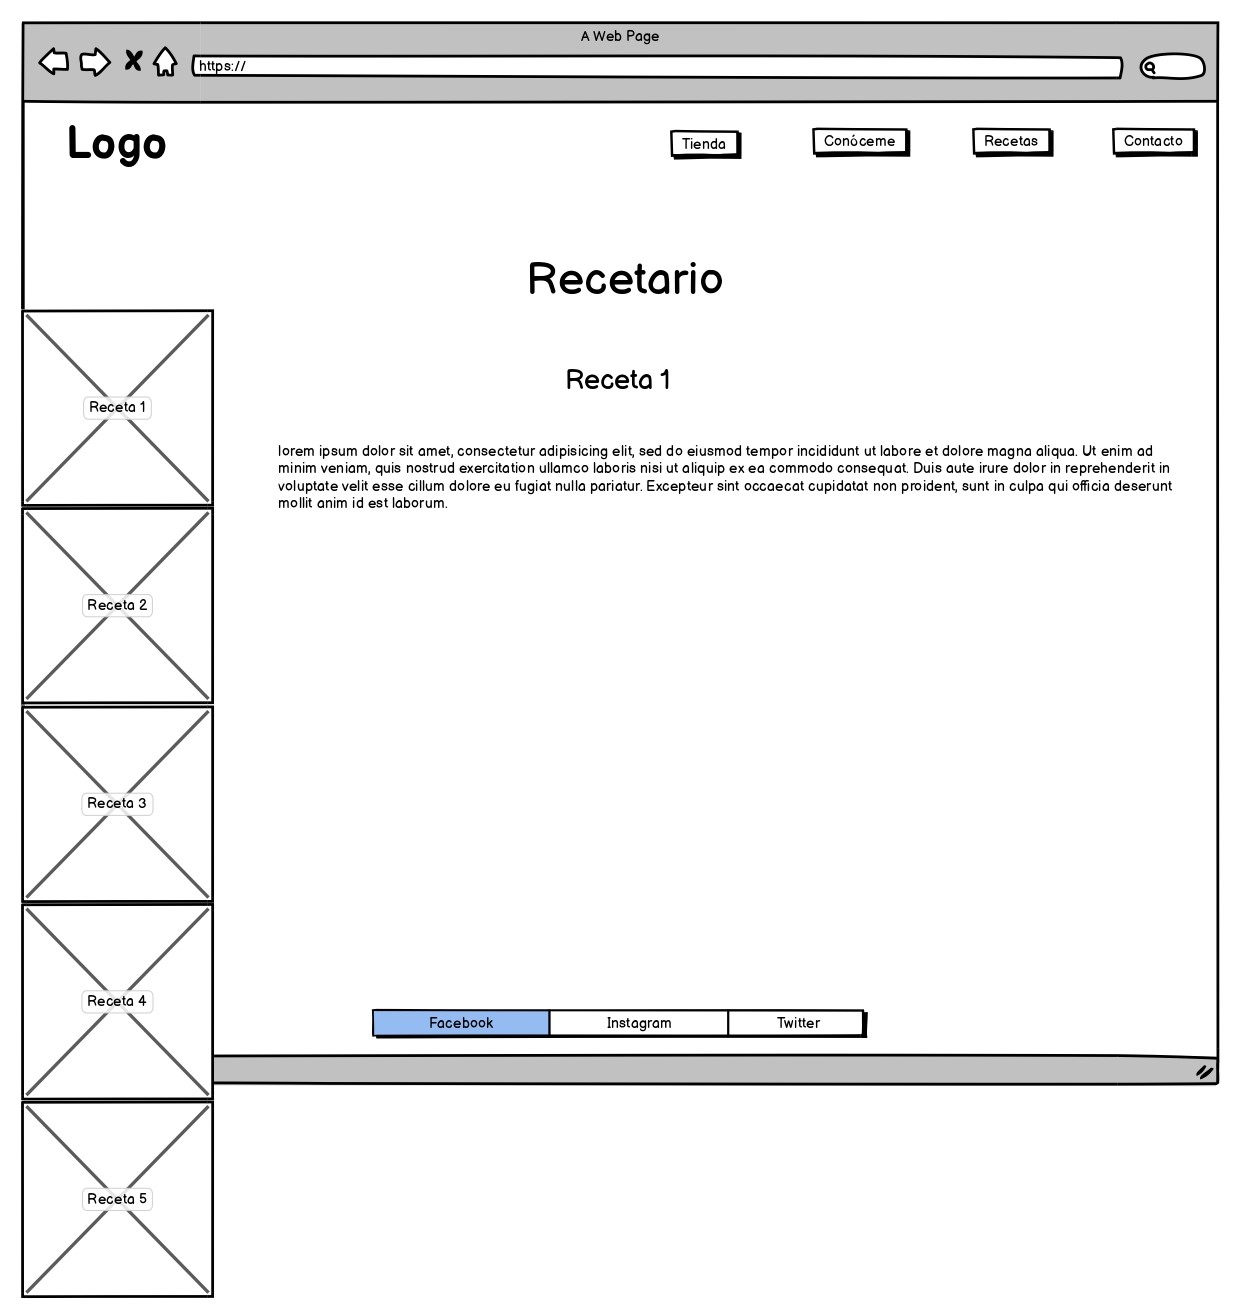 A Web Page
https://
Logo
Tienda
Conóceme
Recetas
Contacto
Recetario
Receta 1
Receta 1
lorem ipsum dolor sit amet, consectetur adipisicing elit, sed do eiusmod tempor incididunt ut labore et dolore magna aliqua. Ut enim ad
minim veniam, quis nostrud exercitation ullamco laboris nisi ut aliquip ex ea commodo consequat. Duis aute irure dolor in reprehenderit in
voluptate velit esse cillum dolore eu fugiat nulla pariatur. Excepteur sint occaecat cupidatat non proident, sunt in culpa qui officia deserunt
mollit anim id est laborum.
Receta 2
Receta 3
Receta 4
Facebook
Instagram
Twitter
Receta 5